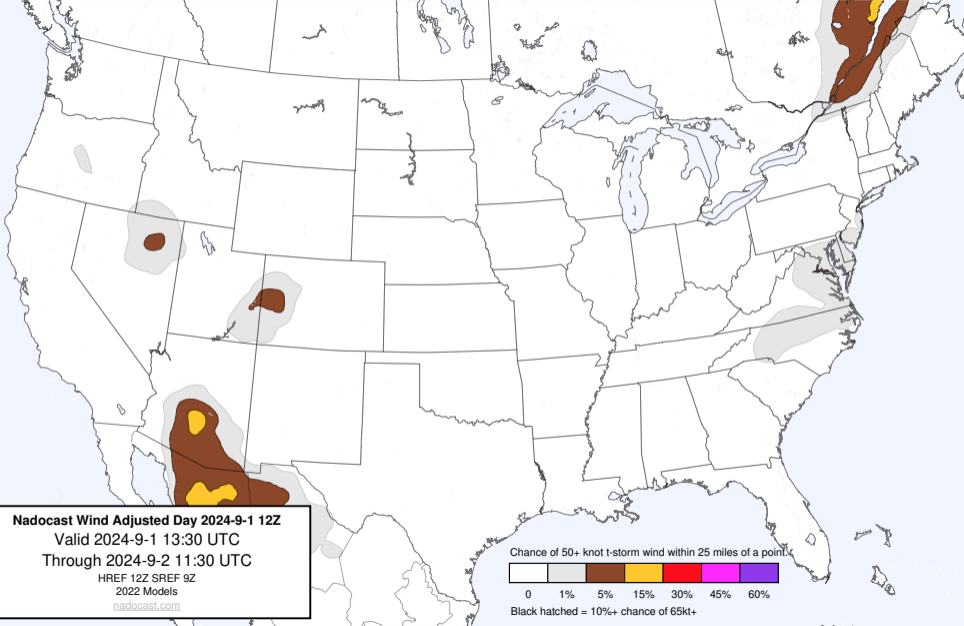 Nadocast Wind Adjusted Day 2024-9-1 12Z
Valid 2024-9-1 13:30 UTC
Through 2024-9-2 11:30 UTC
HREF 12Z SREF 9Z
2022 Models
nadocast.com
Chance of 50+ knot t-storm wind within 25 miles of a point.
0 1% 5% 15% 30% 45% 60%
Black hatched = 10%+ chance of 65kt+